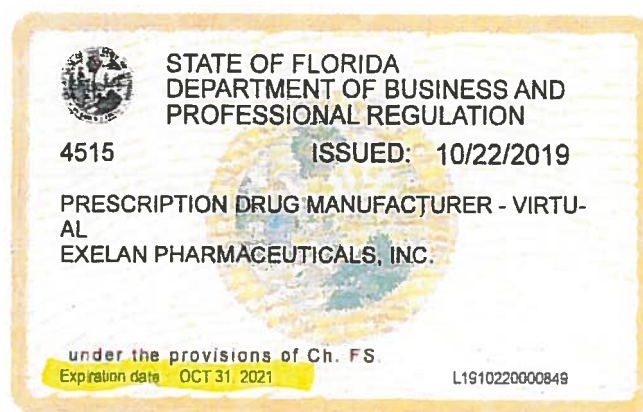 STATE OF FLORIDA
DEPARTMENT OF BUSINESS AND
PROFESSIONAL REGULATION
4515 ISSUED: 10/22/2019
PRESCRIPTION DRUG MANUFACTURER - VIRTU-
AL
EXELAN PHARMACEUTICALS, INC.
under the provisions of Ch. FS.
Expiration date OCT 31, 2021 L1910220000849